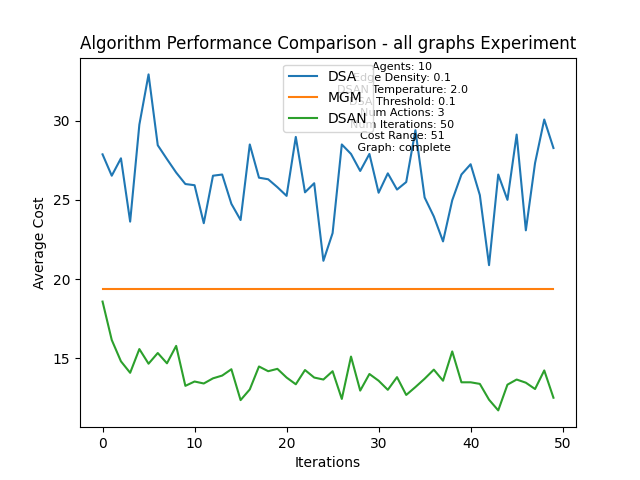 Algorithm Performance Comparison - all graphs Experiment
Agents: 10
Edge Density: 0.1
DSAN Temperature: 2.0
DSA Threshold: 0.1
Num Actions: 3
Num Iterations: 50
Cost Range: 51
Graph: complete
DSA
MGM
DSAN
Average Cost
30
25
20
15
0 10 20 30 40 50
Iterations